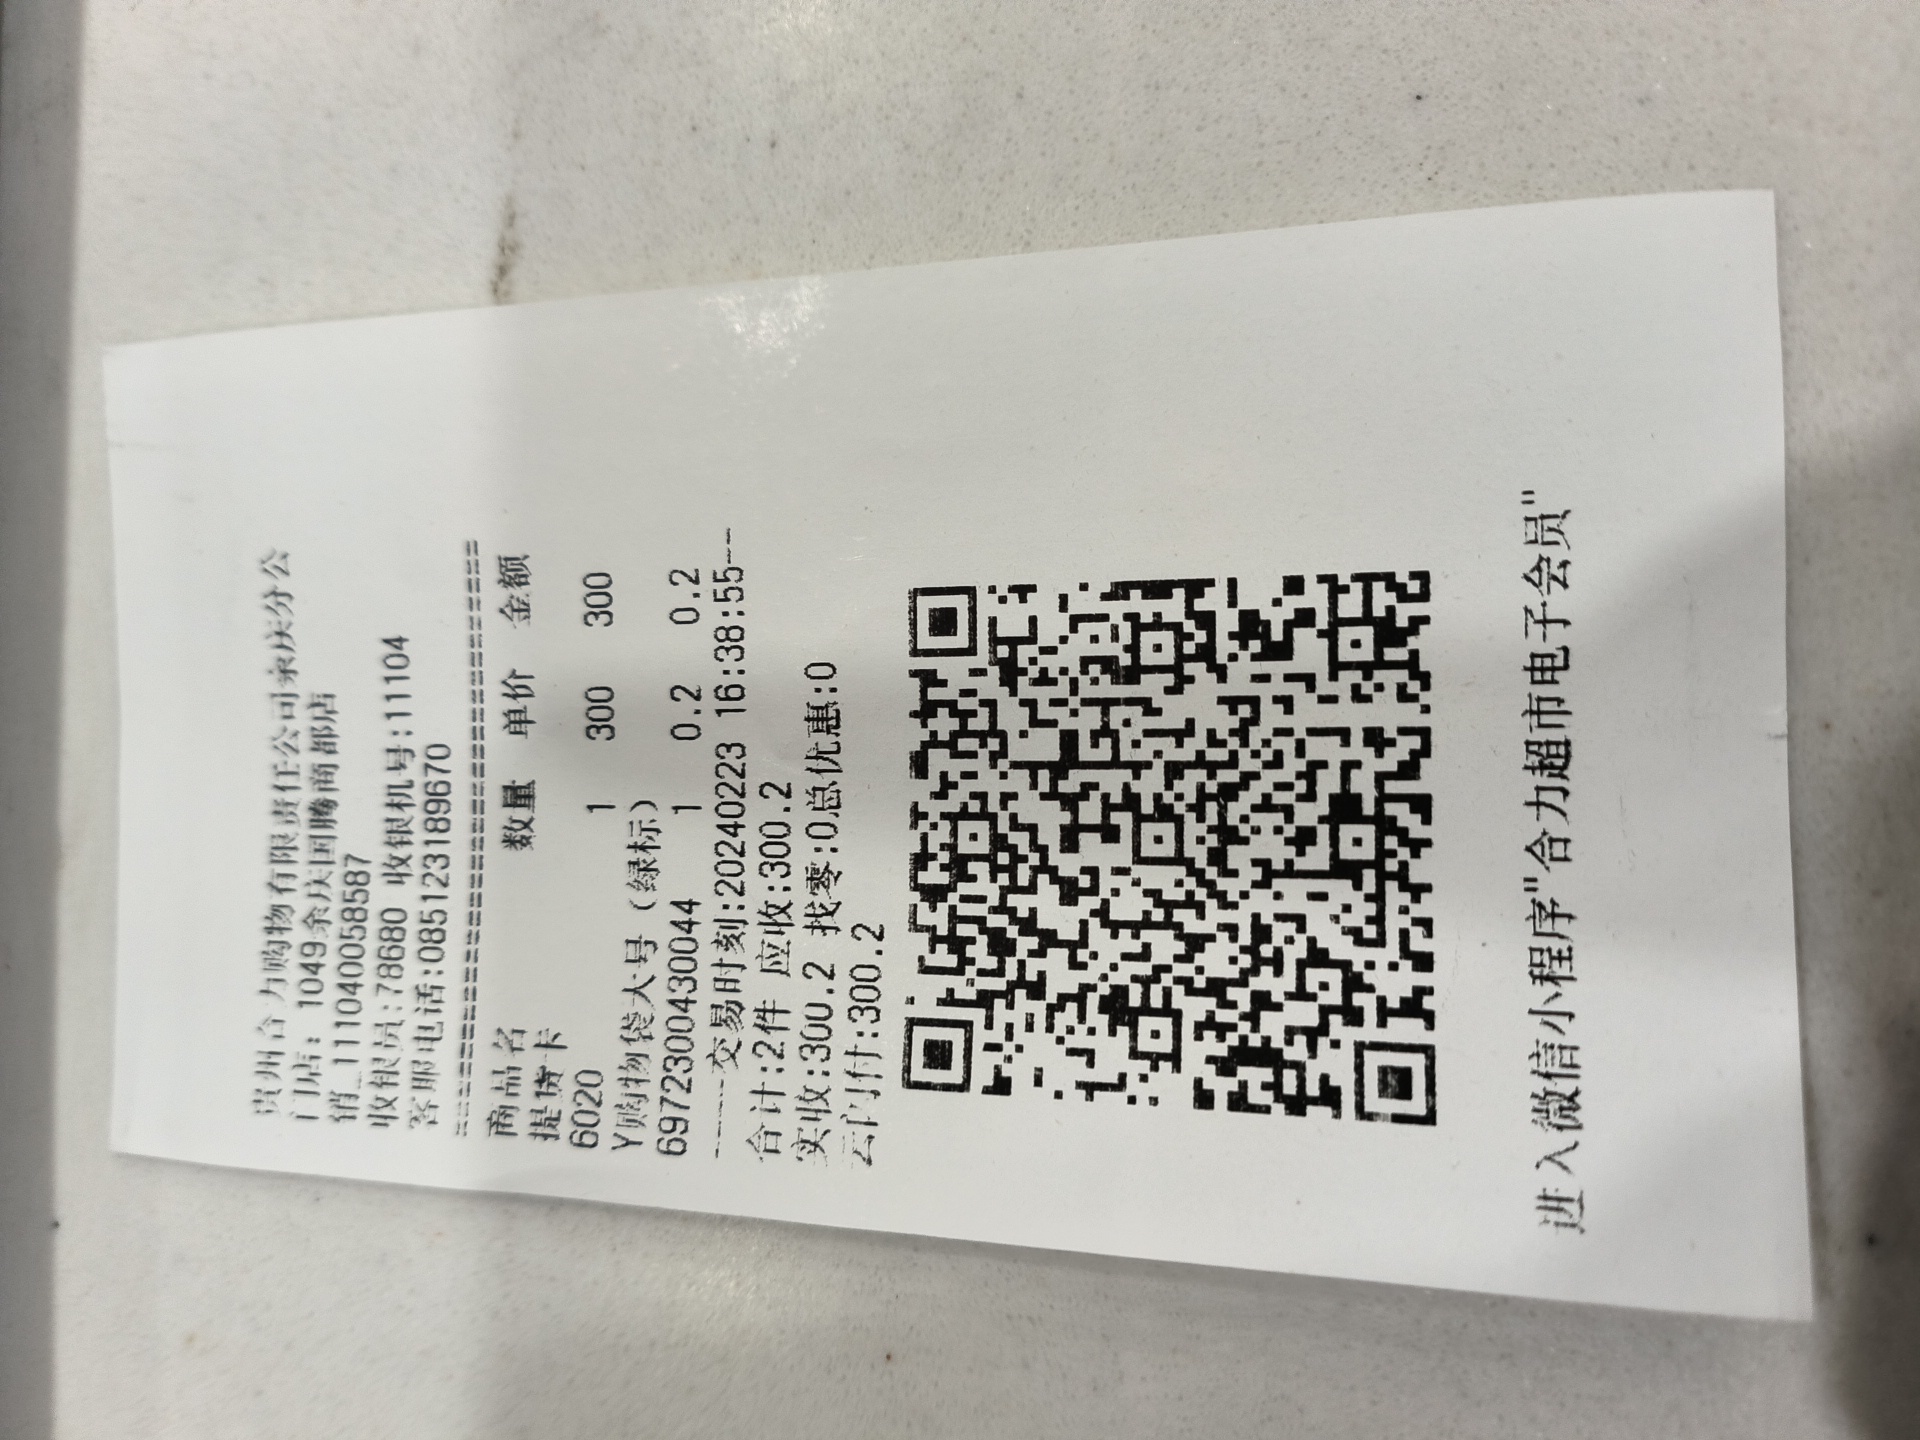 贵州合力购物有限责任公司余庆分公
门店: 1049余庆国腾商都店
销_1110400058587
收银员:786680 收银机号:111104
客服电话:085123189670
================================
商品名 数量 单价 金额
提货卡
6020 1 300 300
Y购物袋大号（绿标）
6972300430044 1 0.2 0.2
-----交易时刻:20240223 16:38:55--
合计:2件 应收:300.2
实收:300.2 找零:0总优惠:0
云闪付:300.2
进入微信小程序"合力超市电子会员"